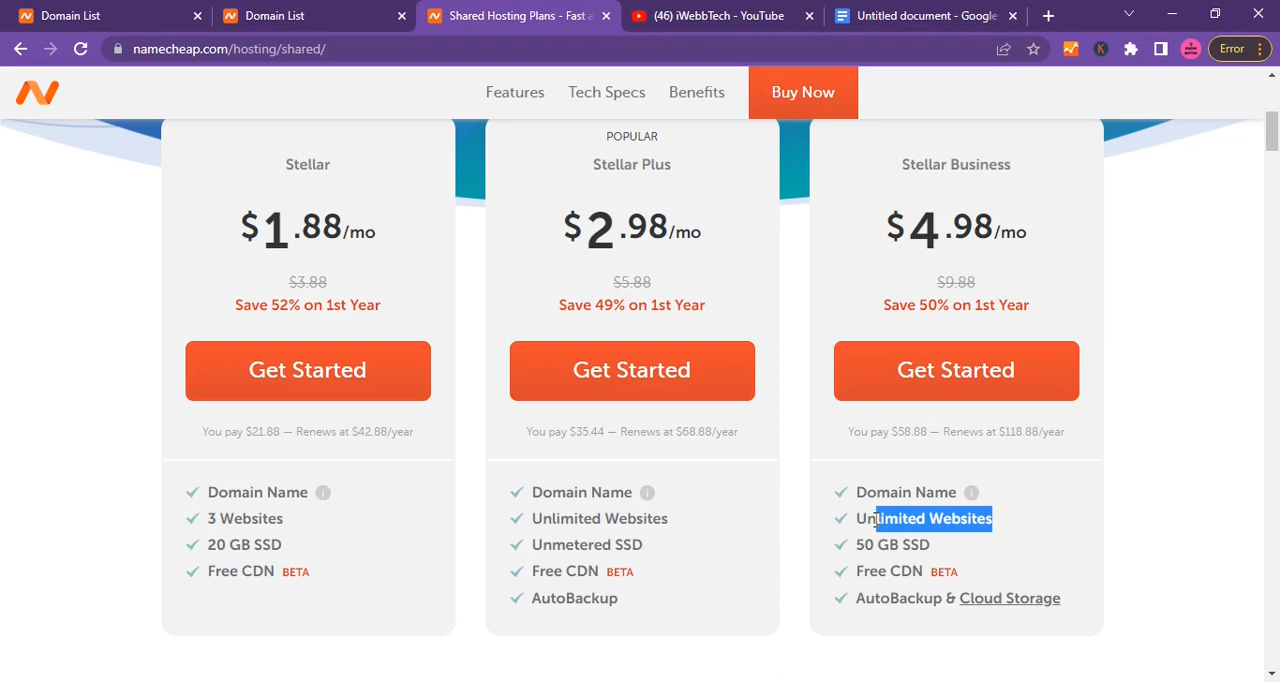 Domain List
Domain List
Shared Hosting Plans - Fast a
(46) iWebbTech - YouTube
Untitled document - Google
namecheap.com/hosting/shared/
K
Error
Features
Tech Specs
Benefits
Buy Now
Stellar
$1.88/mo
$3.88
Save 52% on 1st Year
Get Started
You pay $21.88 — Renews at $42.88/year
Domain Name
3 Websites
20 GB SSD
Free CDN BETA
POPULAR
Stellar Plus
$2.98/mo
$5.88
Save 49% on 1st Year
Get Started
You pay $35.44 — Renews at $68.88/year
Domain Name
Unlimited Websites
Unmetered SSD
Free CDN BETA
AutoBackup
Stellar Business
$4.98/mo
$9.88
Save 50% on 1st Year
Get Started
You pay $58.88 — Renews at $118.88/year
Domain Name
Unlimited Websites
50 GB SSD
Free CDN BETA
AutoBackup & Cloud Storage